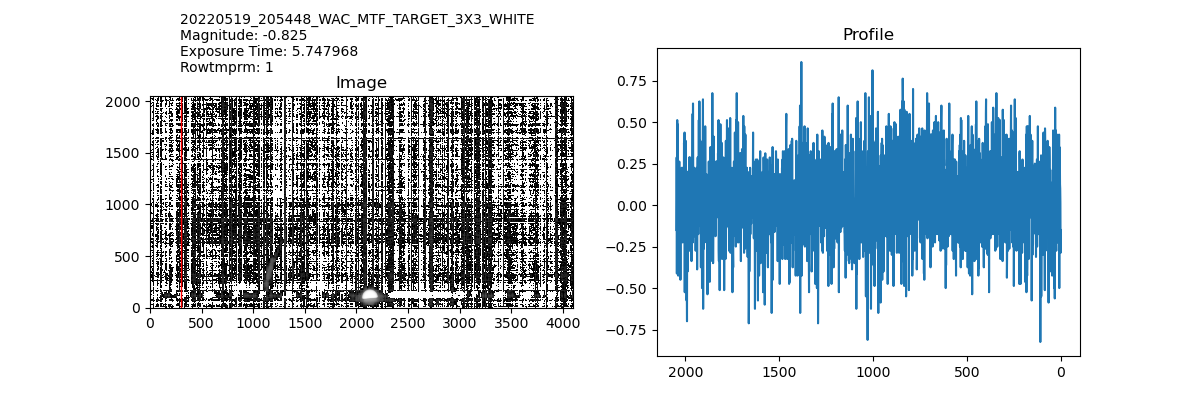 20220519_205448_WAC_MTF_TARGET_3X3_WHITE
Magnitude: -0.825
Exposure Time: 5.747968
Rowtmprm: 1
Image
2000
1500
1000
500
0
0 500 1000 1500 2000 2500 3000 3500 4000
Profile
0.75
0.50
0.25
0.00
−0.25
−0.50
−0.75
2000 1500 1000 500 0